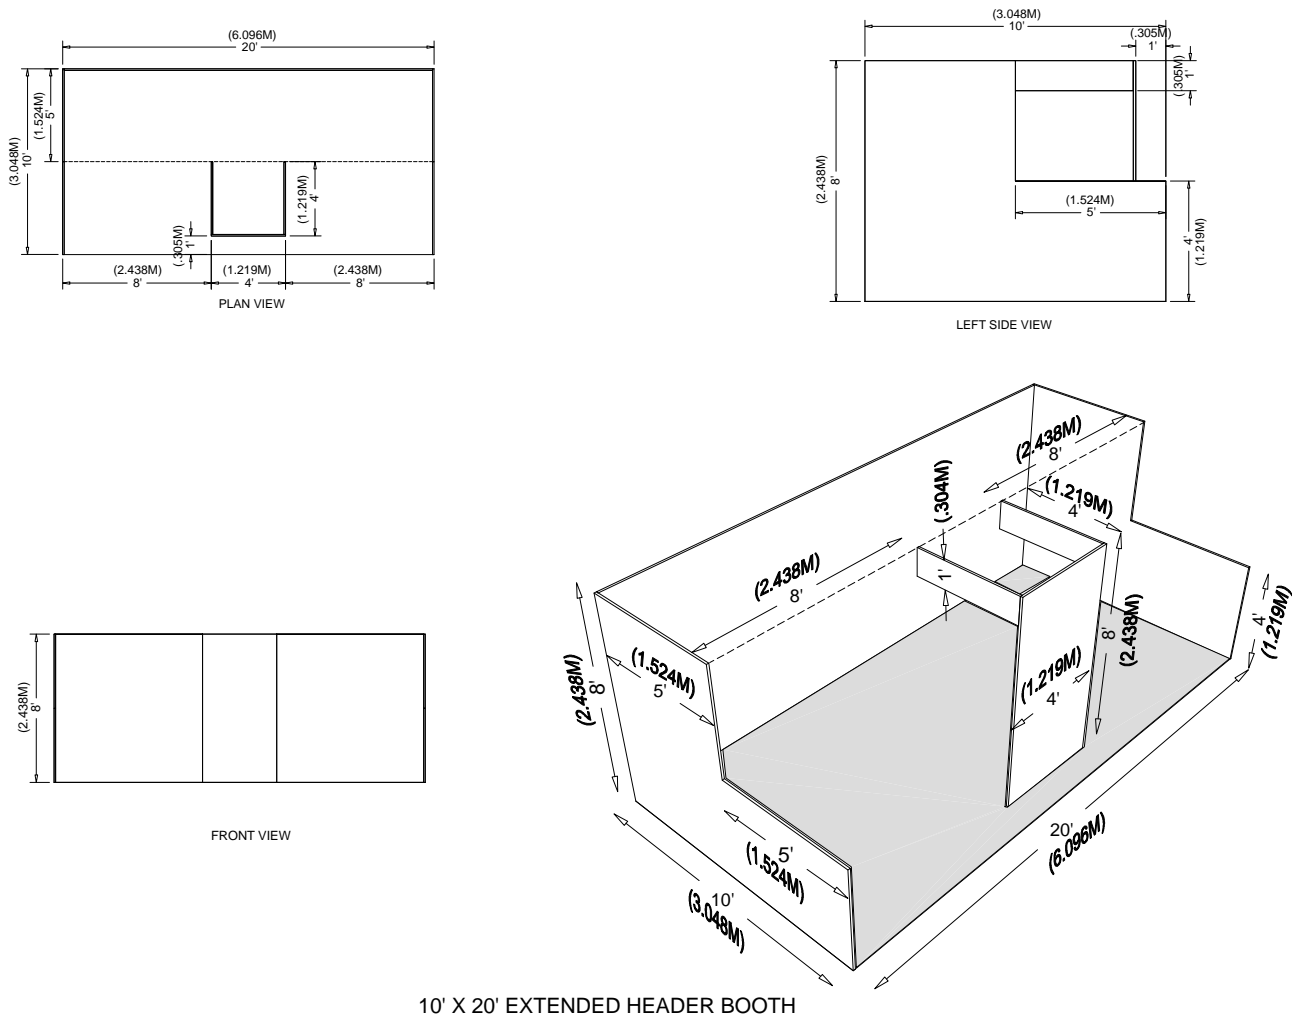 (6.096M)
20'
(1.524M)
5'
(3.048M)
10'
(1.219M)
4'
(.305M)
1'
(2.438M)
8'
(1.219M)
4'
(2.438M)
8'
PLAN VIEW
(3.048M)
10'
(.305M)
1'
(.305M)
1'
(2.438M)
8'
(1.524M)
5'
4'
(1.219M)
LEFT SIDE VIEW
(2.438M)
8'
FRONT VIEW
(2.438M)
8'
(1.219M)
4'
(.304M)
1'
(2.438M)
8'
(1.524M)
5'
(2.438M)
8'
8'
(2.438M)
(1.219M)
4'
4'
(1.219M)
5'
(1.524M)
10'
(3.048M)
20'
(6.096M)
10' X 20' EXTENDED HEADER BOOTH